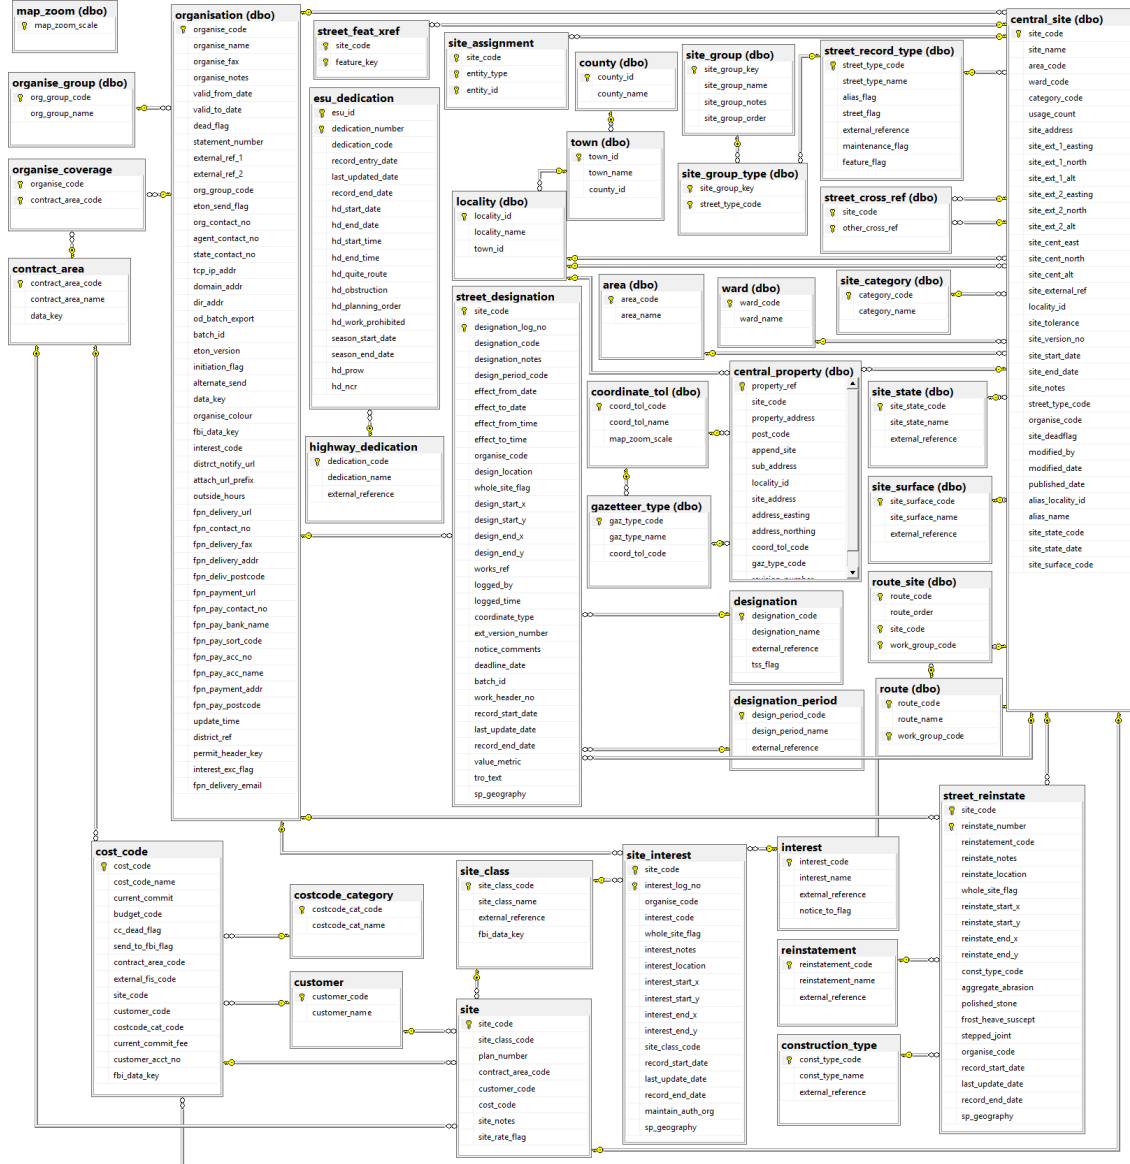 map_zoom (dbo)
map_zoom_scale
organise_group (dbo)
org_group_code
org_group_name
organise_coverage
organise_code
contract_area_code
contract_area
contract_area_code
contract_area_name
data_key
organisation (dbo)
organise_code
organise_name
organise_fax
organise_notes
valid_from_date
valid_to_date
dead_flag
statement_number
external_ref_1
external_ref_2
org_group_code
eton_send_flag
org_contact_no
agent_contact_no
state_contact_no
tcp_ip_addr
domain_addr
dir_addr
od_batch_export
batch_id
eton_version
initiation_flag
alternate_send
data_key
organise_colour
fbi_data_key
interest_code
distrct_notify_url
attach_url_prefix
outside_hours
fpn_delivery_url
fpn_contact_no
fpn_delivery_fax
fpn_delivery_addr
fpn_deliv_postcode
fpn_payment_url
fpn_pay_contact_no
fpn_pay_bank_name
fpn_pay_sort_code
fpn_pay_acc_no
fpn_pay_acc_name
fpn_payment_addr
fpn_pay_postcode
update_time
district_ref
permit_header_key
interest_exc_flag
fpn_delivery_email
street_feat_xref
site_code
feature_key
esu_dedication
esu_id
dedication_number
dedication_code
record_entry_date
last_updated_date
record_end_date
hd_start_date
hd_end_date
hd_start_time
hd_end_time
hd_quite_route
hd_obstruction
hd_planning_order
hd_work_prohibited
season_start_date
season_end_date
hd_prow
hd_ncr
highway_dedication
dedication_code
dedication_name
external_reference
site_assignment
site_code
entity_type
entity_id
county (dbo)
county_id
county_name
town (dbo)
town_id
town_name
county_id
locality (dbo)
locality_id
locality_name
town_id
street_designation
site_code
designation_log_no
designation_code
designation_notes
design_period_code
effect_from_date
effect_to_date
effect_from_time
effect_to_time
organise_code
design_location
whole_site_flag
design_start_x
design_start_y
design_end_x
design_end_y
works_ref
logged_by
logged_time
coordinate_type
ext_version_number
notice_comments
deadline_date
batch_id
work_header_no
record_start_date
last_update_date
record_end_date
value_metric
tro_text
sp_geography
site_group (dbo)
site_group_key
site_group_name
site_group_notes
site_group_order
site_group_type (dbo)
site_group_key
street_type_code
street_record_type (dbo)
street_type_code
street_type_name
alias_flag
street_flag
external_reference
maintenance_flag
feature_flag
street_cross_ref (dbo)
site_code
other_cross_ref
area (dbo)
area_code
area_name
ward (dbo)
ward_code
ward_name
site_category (dbo)
category_code
category_name
coordinate_tol (dbo)
coord_tol_code
coord_tol_name
map_zoom_scale
gazetteer_type (dbo)
gaz_type_code
gaz_type_name
coord_tol_code
central_property (dbo)
property_ref
site_code
property_address
post_code
append_site
sub_address
locality_id
site_address
address_easting
address_northing
coord_tol_code
gaz_type_code
revision_number
site_state (dbo)
site_state_code
site_state_name
external_reference
site_surface (dbo)
site_surface_code
site_surface_name
external_reference
designation
designation_code
designation_name
external_reference
tss_flag
designation_period
design_period_code
design_period_name
external_reference
route_site (dbo)
route_code
route_order
site_code
work_group_code
route (dbo)
route_code
route_name
work_group_code
central_site (dbo)
site_code
site_name
area_code
ward_code
category_code
usage_count
site_address
site_ext_1_easting
site_ext_1_north
site_ext_1_alt
site_ext_2_easting
site_ext_2_north
site_ext_2_alt
site_cent_east
site_cent_north
site_cent_alt
site_external_ref
locality_id
site_tolerance
site_version_no
site_start_date
site_end_date
site_notes
street_type_code
organise_code
site_deadflag
modified_by
modified_date
published_date
alias_locality_id
alias_name
site_state_code
site_state_date
site_surface_code
cost_code
cost_code
cost_code_name
current_commit
budget_code
cc_dead_flag
send_to_fbi_flag
contract_area_code
external_fis_code
site_code
customer_code
costcode_cat_code
current_commit_fee
customer_acct_no
fbi_data_key
costcode_category
costcode_cat_code
costcode_cat_name
customer
customer_code
customer_name
site_class
site_class_code
site_class_name
external_reference
fbi_data_key
site
site_code
site_class_code
plan_number
contract_area_code
customer_code
cost_code
site_notes
site_rate_flag
site_interest
site_code
interest_log_no
organise_code
interest_code
whole_site_flag
interest_notes
interest_location
interest_start_x
interest_start_y
interest_end_x
interest_end_y
site_class_code
record_start_date
last_update_date
record_end_date
maintain_auth_org
sp_geography
interest
interest_code
interest_name
external_reference
notice_to_flag
reinstatement
reinstatement_code
reinstatement_name
external_reference
construction_type
const_type_code
const_type_name
external_reference
street_reinstate
site_code
reinstate_number
reinstatement_code
reinstate_notes
reinstate_location
whole_site_flag
reinstate_start_x
reinstate_start_y
reinstate_end_x
reinstate_end_y
const_type_code
aggregate_abrasion
polished_stone
frost_heave_suscept
stepped_joint
organise_code
record_start_date
last_update_date
record_end_date
sp_geography